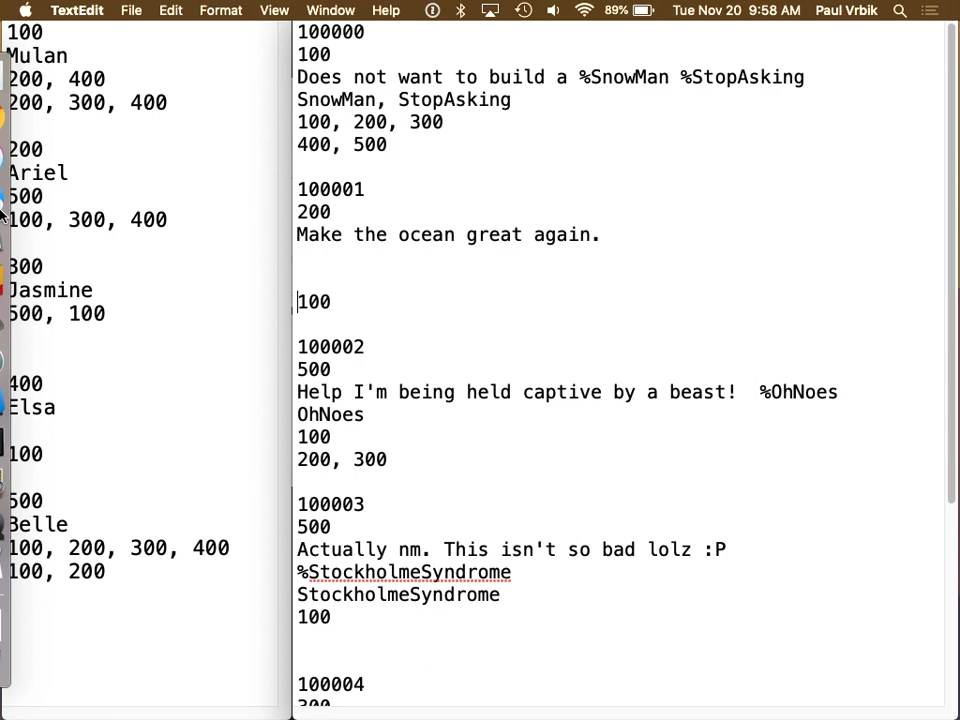 TextEdit File Edit Format View Window Help 89% Tue Nov 20 9:58 AM Paul Vrbik
100
Mulan
200, 400
200, 300, 400
200
Ariel
500
100, 300, 400
300
Jasmine
500, 100
400
Elsa
100
500
Belle
100, 200, 300, 400
100, 200
100000
100
Does not want to build a %SnowMan %StopAsking
SnowMan, StopAsking
100, 200, 300
400, 500
100001
200
Make the ocean great again.
100
100002
500
Help I'm being held captive by a beast!  %OhNoes
OhNoes
100
200, 300
100003
500
Actually nm. This isn't so bad lolz :P
%StockholmeSyndrome
StockholmeSyndrome
100
100004
300